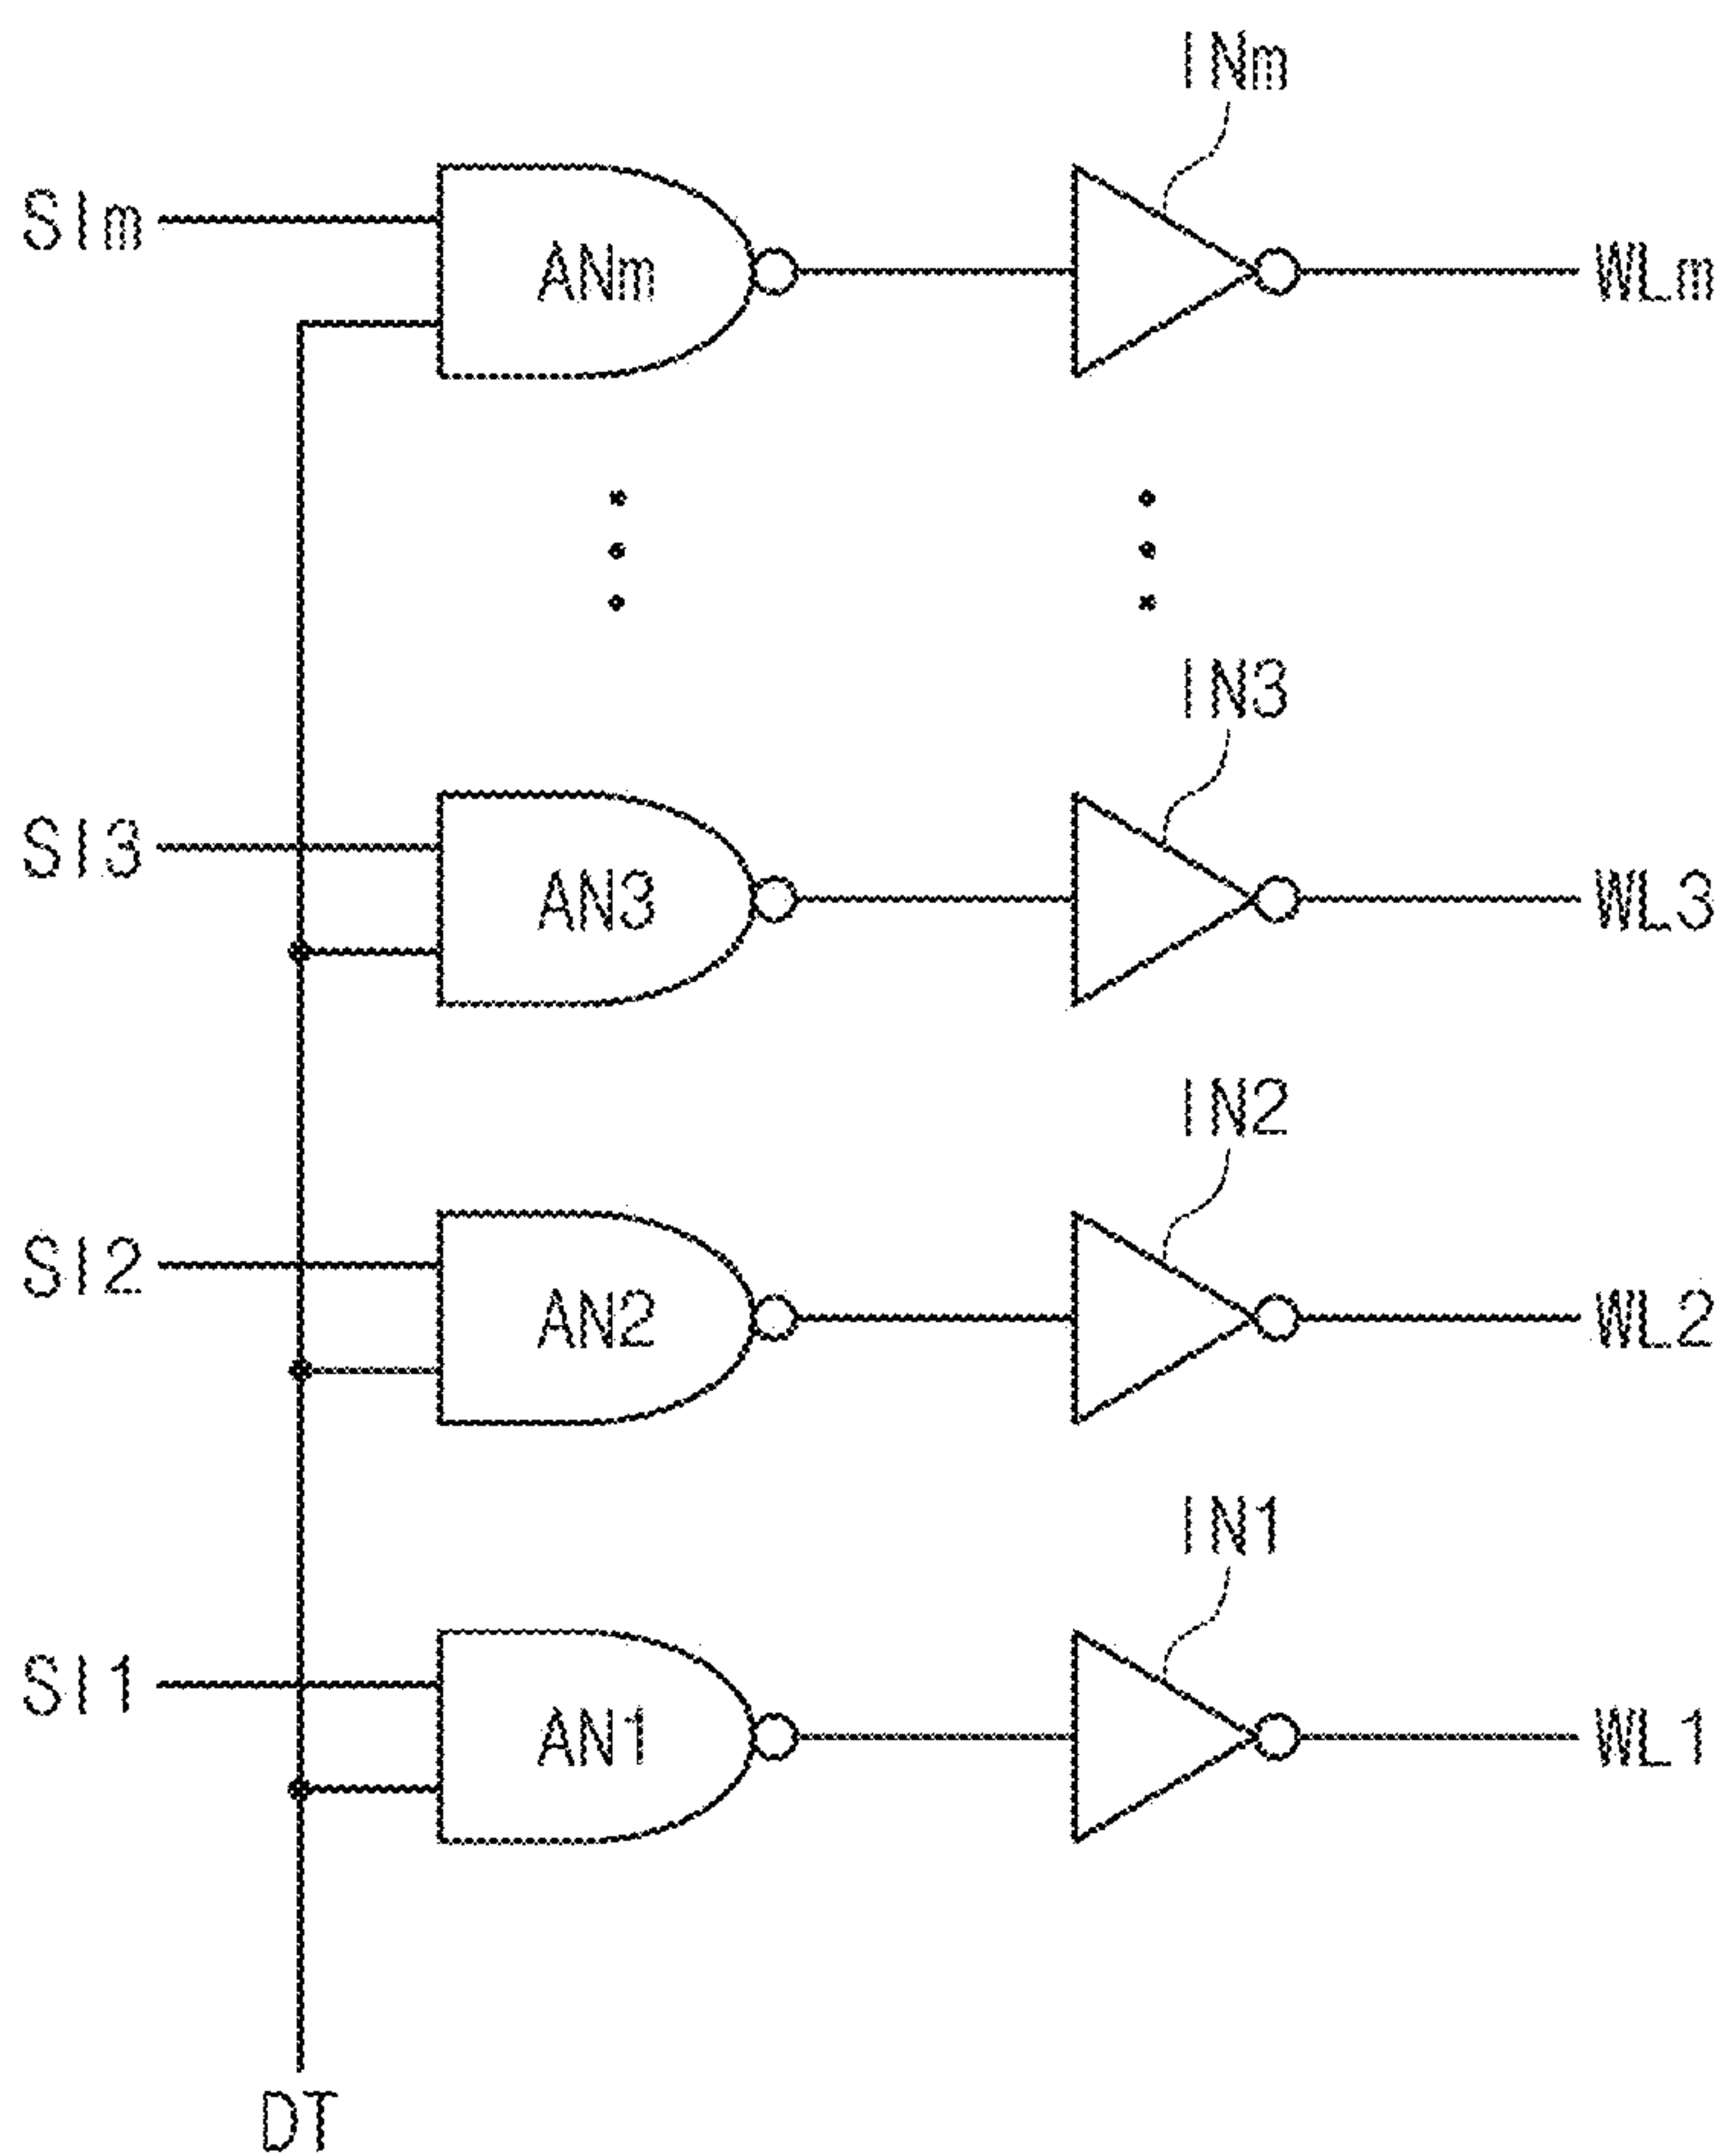 INm
SIm ANm WLm
IN3
SI3 AN3 WL3
IN2
SI2 AN2 WL2
IN1
SI1 AN1 WL1
DT